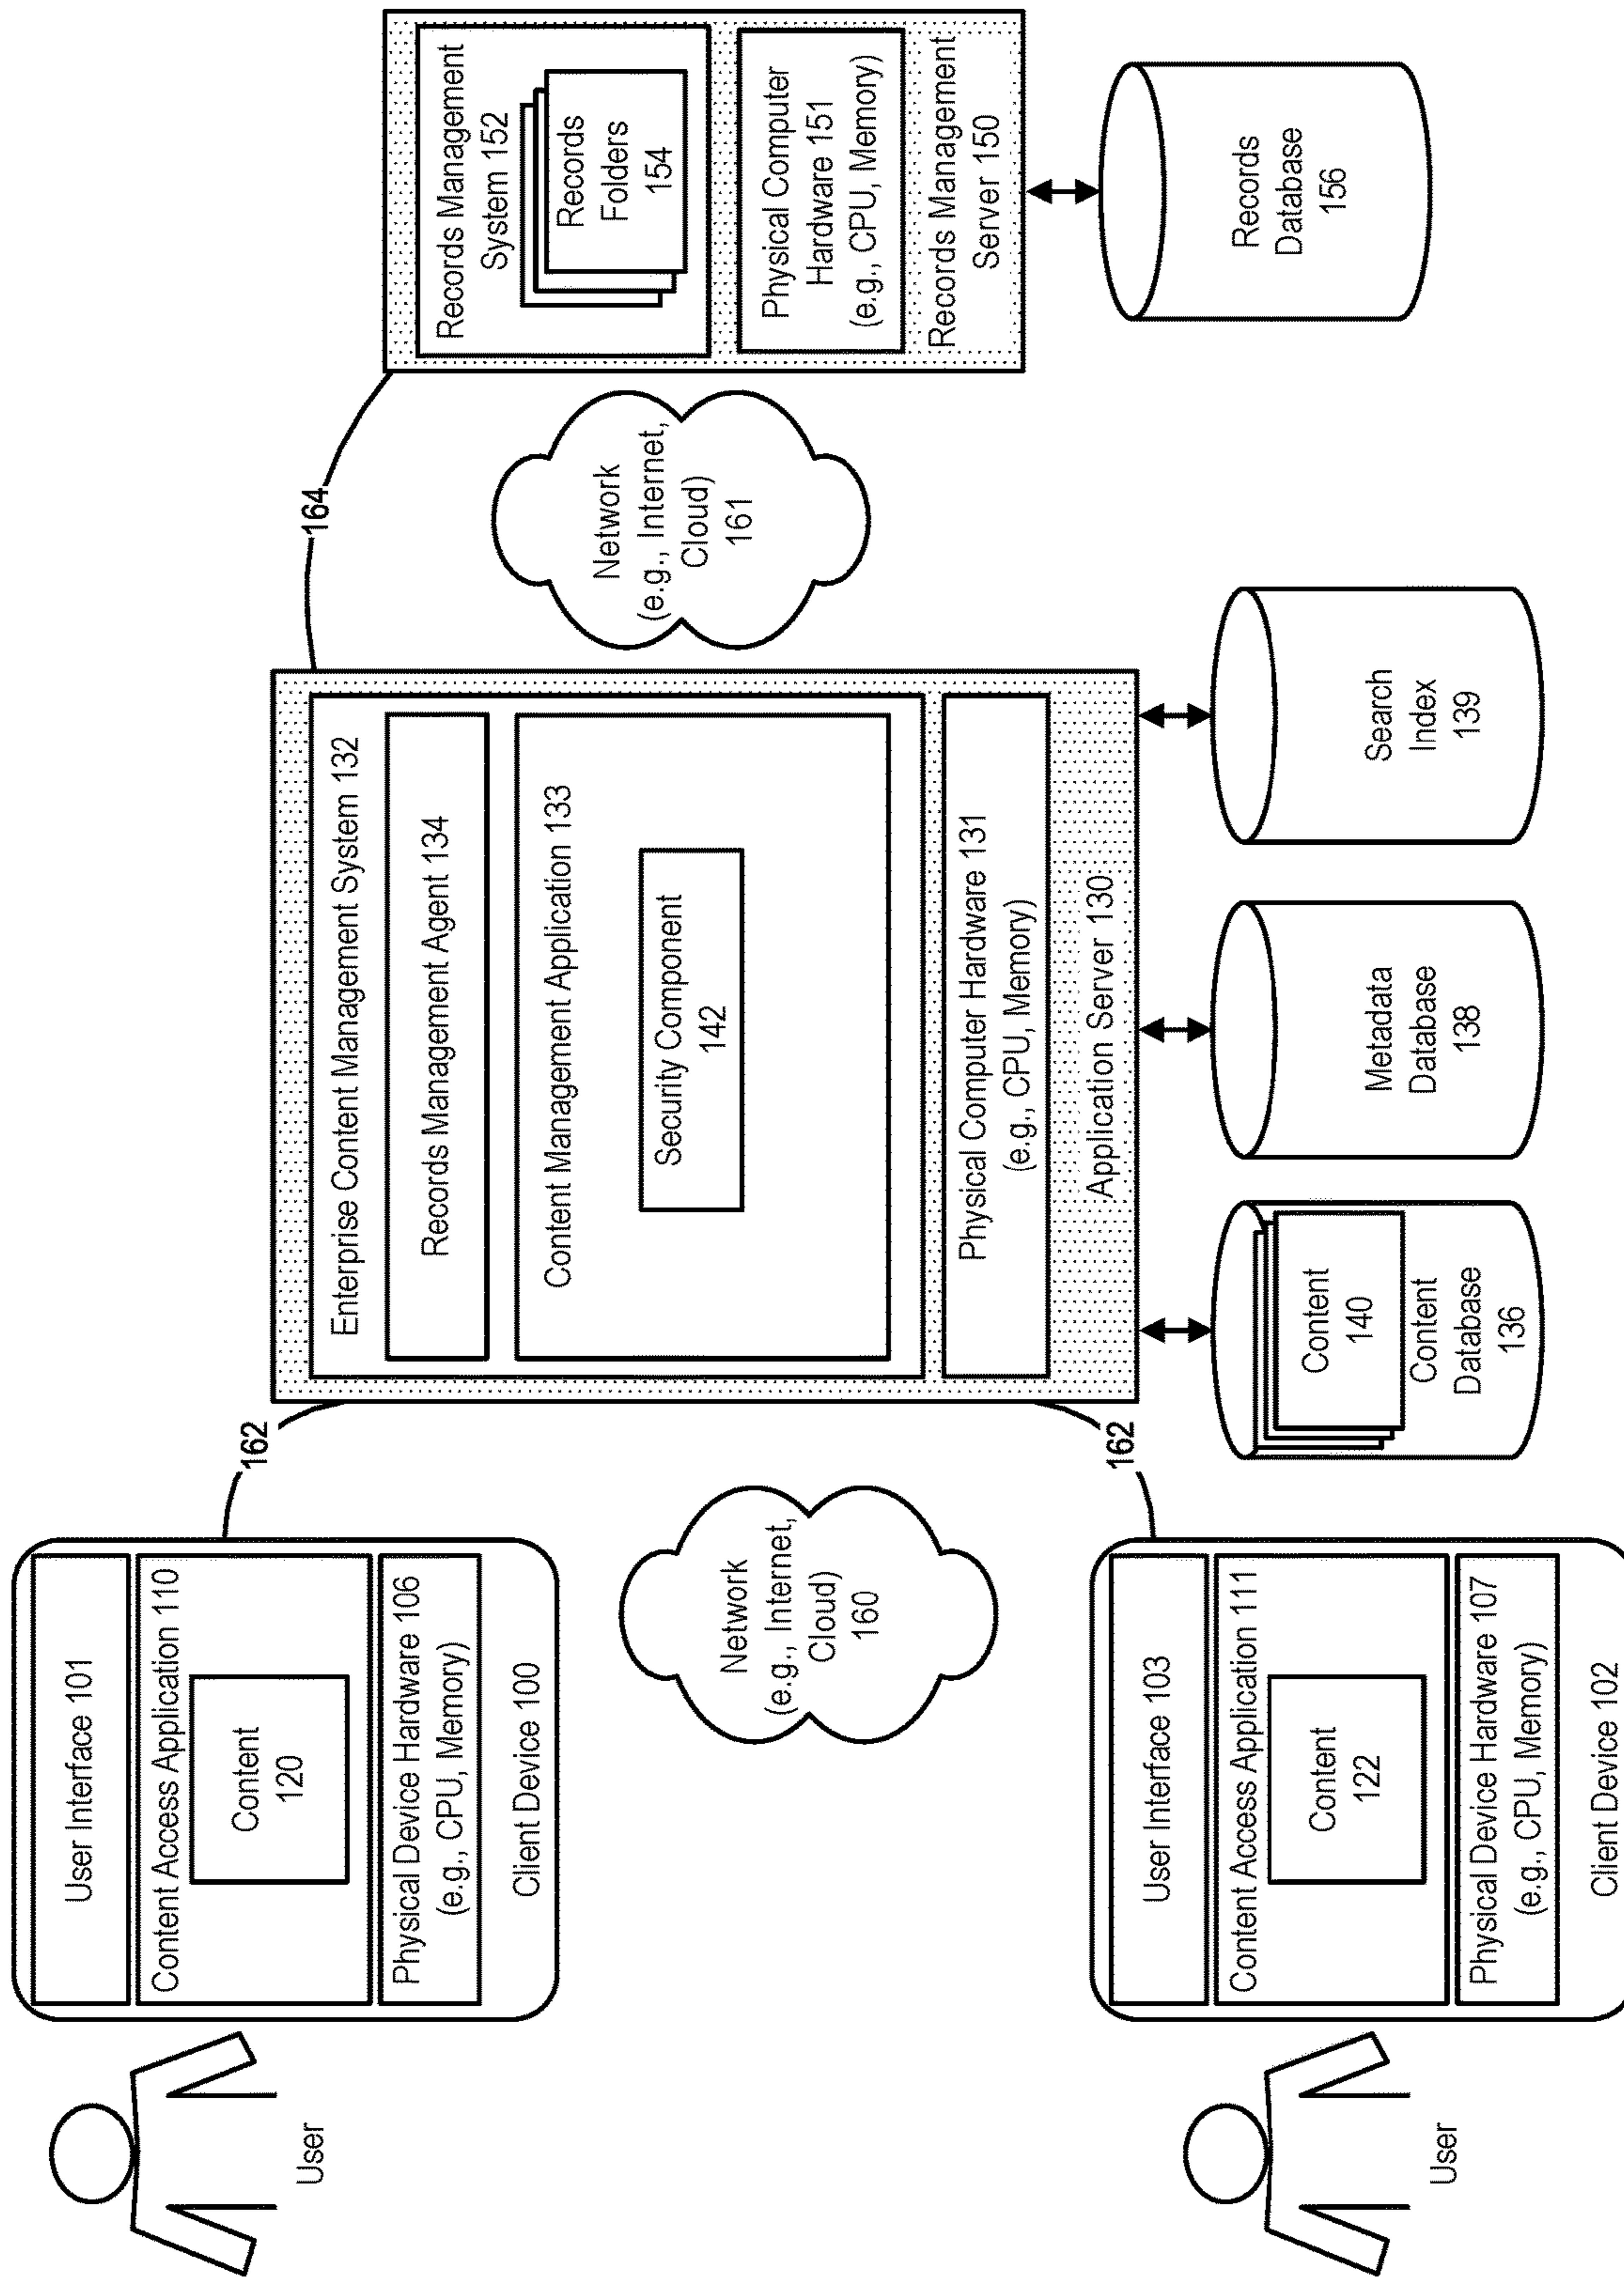 User
User Interface 101
Content Access Application 110
Content
120
Physical Device Hardware 106
(e.g., CPU, Memory)
Client Device 100
162
User
User Interface 103
Content Access Application 111
Content
122
Physical Device Hardware 107
(e.g., CPU, Memory)
Client Device 102
162
Network
(e.g., Internet,
Cloud)
160
Enterprise Content Management System 132
Records Management Agent 134
Content Management Application 133
Security Component
142
Physical Computer Hardware 131
(e.g., CPU, Memory)
Application Server 130
Content
140
Content
Database
136
Metadata
Database
138
Search
Index
139
164
Network
(e.g., Internet,
Cloud)
161
Records Management
System 152
Records
Folders
154
Physical Computer
Hardware 151
(e.g., CPU, Memory)
Records Management
Server 150
Records
Database
156